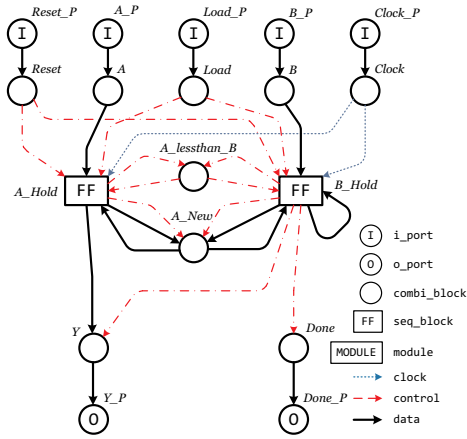 Reset_P A_P Load_P B_P Clock_P
I I I I I
Reset A Load B Clock
A_lessthan_B
A_Hold FF FF B_Hold
A_New
I i_port
O o_port
combi_block
FF seq_block
Y Done
MODULE module
clock
Y_P Done_P control
O O data